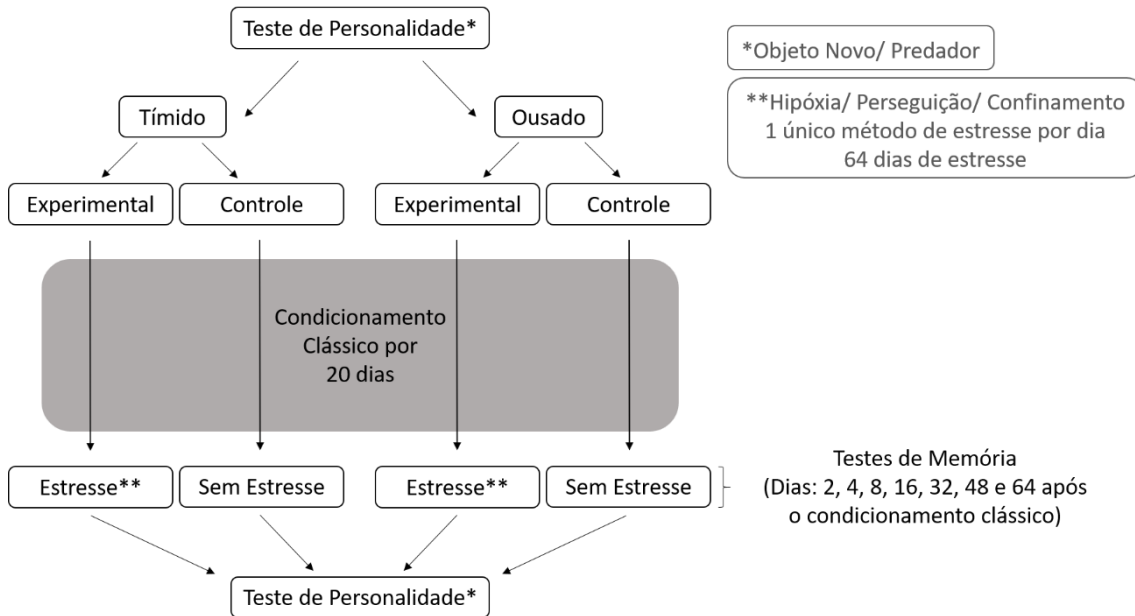 Teste de Personalidade*
*Objeto Novo/ Predador
**Hipóxia/ Perseguição/ Confinamento
1 único método de estresse por dia
64 dias de estresse
Tímido
Ousado
Experimental
Controle
Experimental
Controle
Condicionamento
Clássico por
20 dias
Estresse**
Sem Estresse
Estresse**
Sem Estresse
Testes de Memória
(Dias: 2, 4, 8, 16, 32, 48 e 64 após
o condicionamento clássico)
Teste de Personalidade*